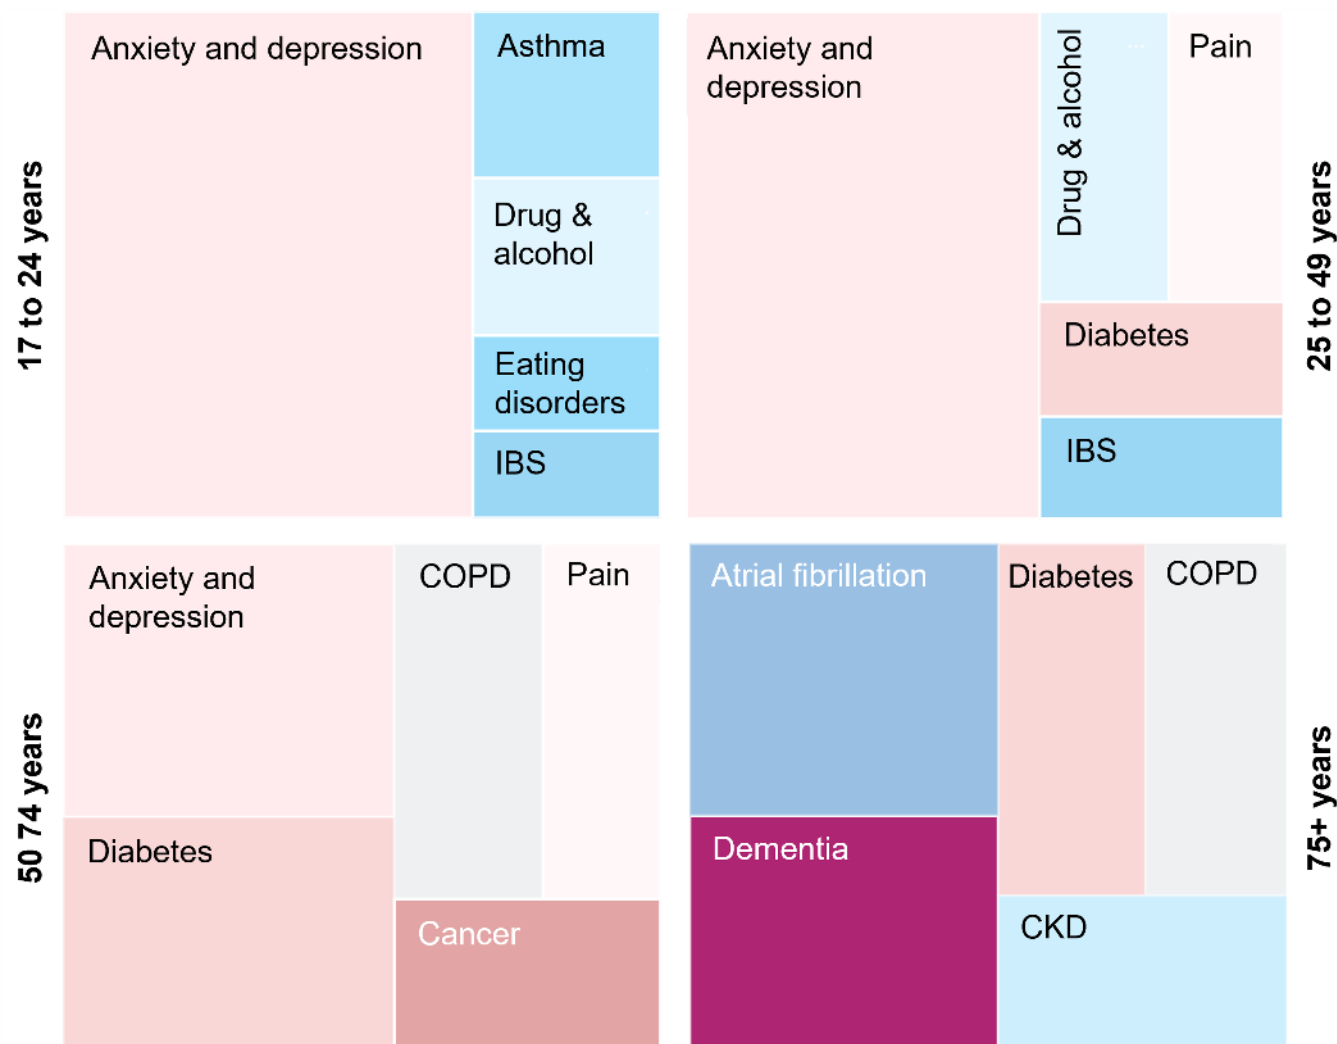 17 to 24 years
Anxiety and depression
Asthma
Drug &
alcohol
Eating
disorders
IBS
Anxiety and
depression
Drug & alcohol
Pain
Diabetes
IBS
25 to 49 years
50 74 years
Anxiety and
depression
COPD
Pain
Diabetes
Cancer
Atrial fibrillation
Diabetes
COPD
Dementia
CKD
75+ years